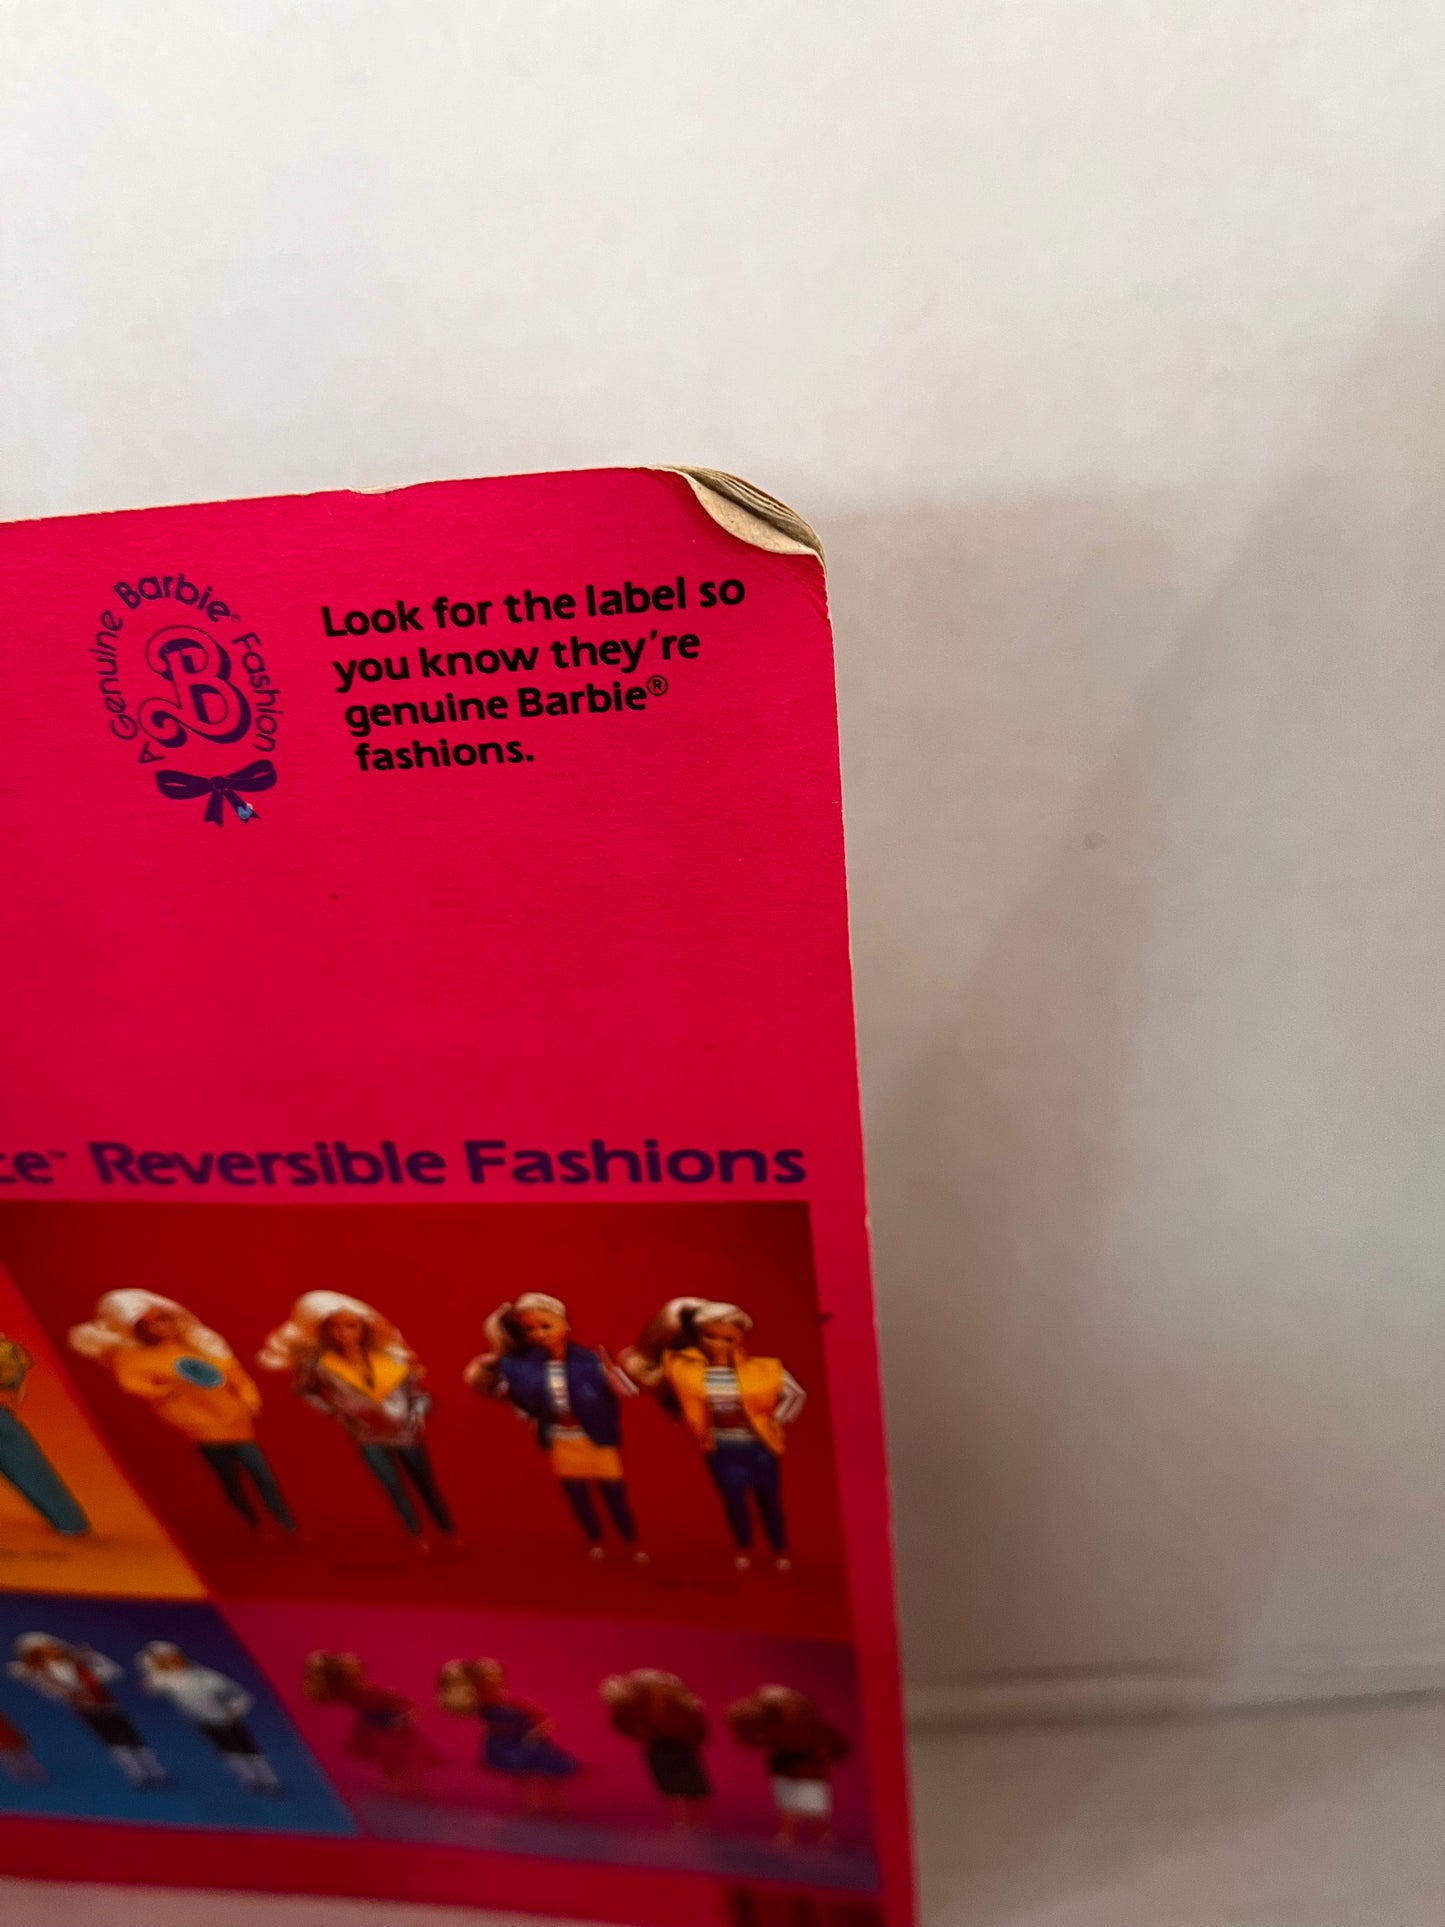 A Genuine Barbie® Fashion
B
Look for the label so
you know they're
genuine Barbie®
fashions.
Reversible Fashions